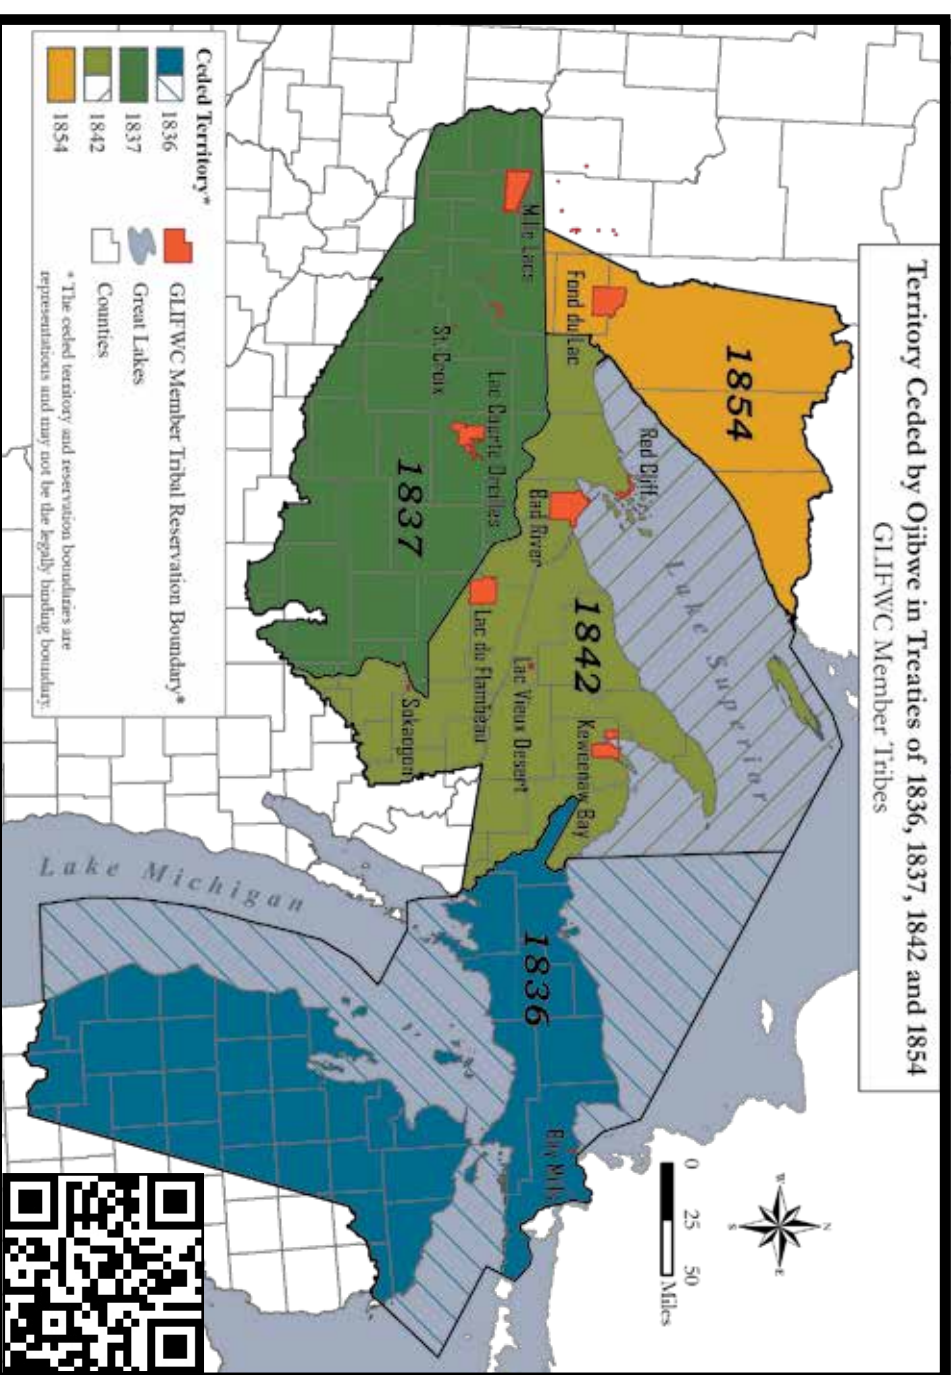 Territory Ceded by Ojibwe in Treaties of 1836, 1837, 1842 and 1854
GLIFWC Member Tribes
1854
Fond du Lac
Mille Lacs
Red Cliff
Lake Superior
Bad River
1842
Keweenaw Bay
St. Croix
Lac Courte Oreilles
1837
Lac du Flambeau
Lac Vieux Desert
Sokaogon
1836
Bay Mills
Lake Michigan
N
W
E
S
0 25 50
Miles
Ceded Territory*
1836
1837
1842
1854
GLIFWC Member Tribal Reservation Boundary*
Great Lakes
Counties
* The ceded territory and reservation boundaries are
representations and may not be the legally binding boundary.